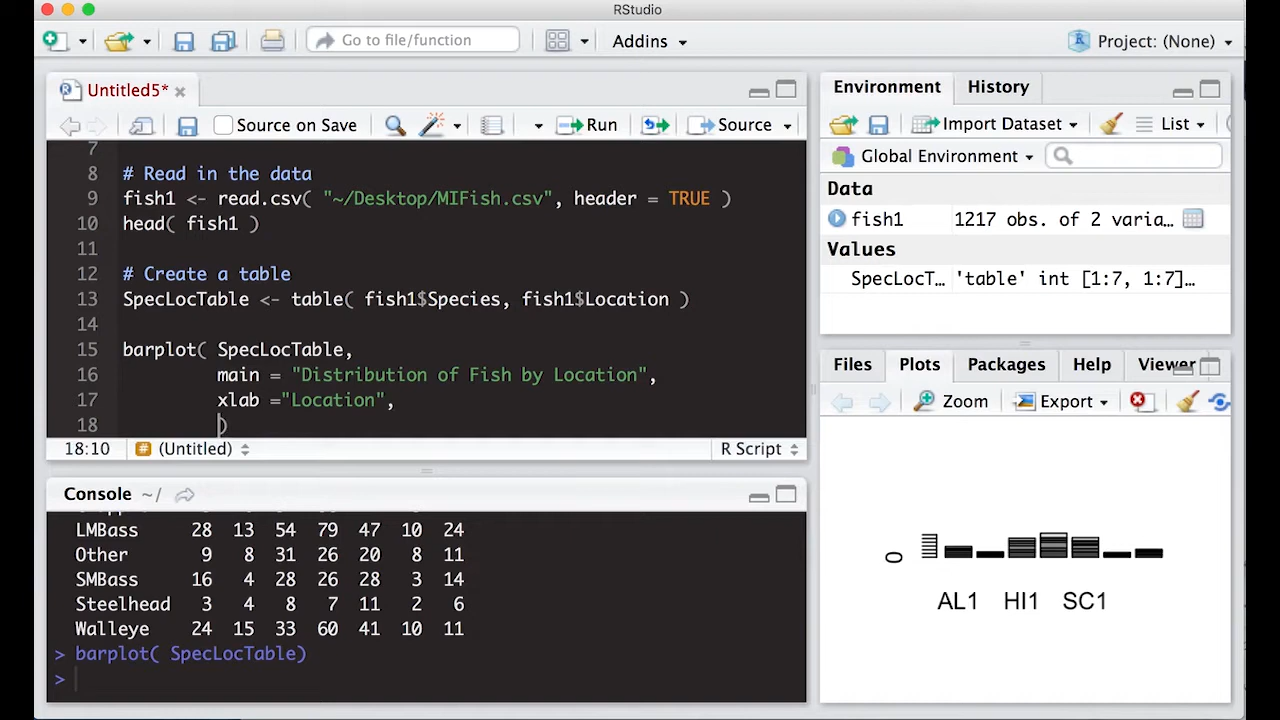 RStudio
Go to file/function
Addins
Project: (None)
Untitled5*
Source on Save
Run
Source
7
8 # Read in the data
9 fish1 <- read.csv( "~/Desktop/MIFish.csv", header = TRUE )
10 head( fish1 )
11
12 # Create a table
13 SpecLocTable <- table( fish1$Species, fish1$Location )
14
15 barplot( SpecLocTable,
16 main = "Distribution of Fish by Location",
17 xlab ="Location",
18 )
18:10 # (Untitled) R Script
Console ~/
LMBass 28 13 54 79 47 10 24
Other 9 8 31 26 20 8 11
SMBass 16 4 28 26 28 3 14
Steelhead 3 4 8 7 11 2 6
Walleye 24 15 33 60 41 10 11
> barplot( SpecLocTable)
>
Environment History
Import Dataset List
Global Environment
Data
fish1 1217 obs. of 2 varia…
Values
SpecLocT… 'table' int [1:7, 1:7]…
Files Plots Packages Help Viewer
Zoom Export
0
AL1 HI1 SC1